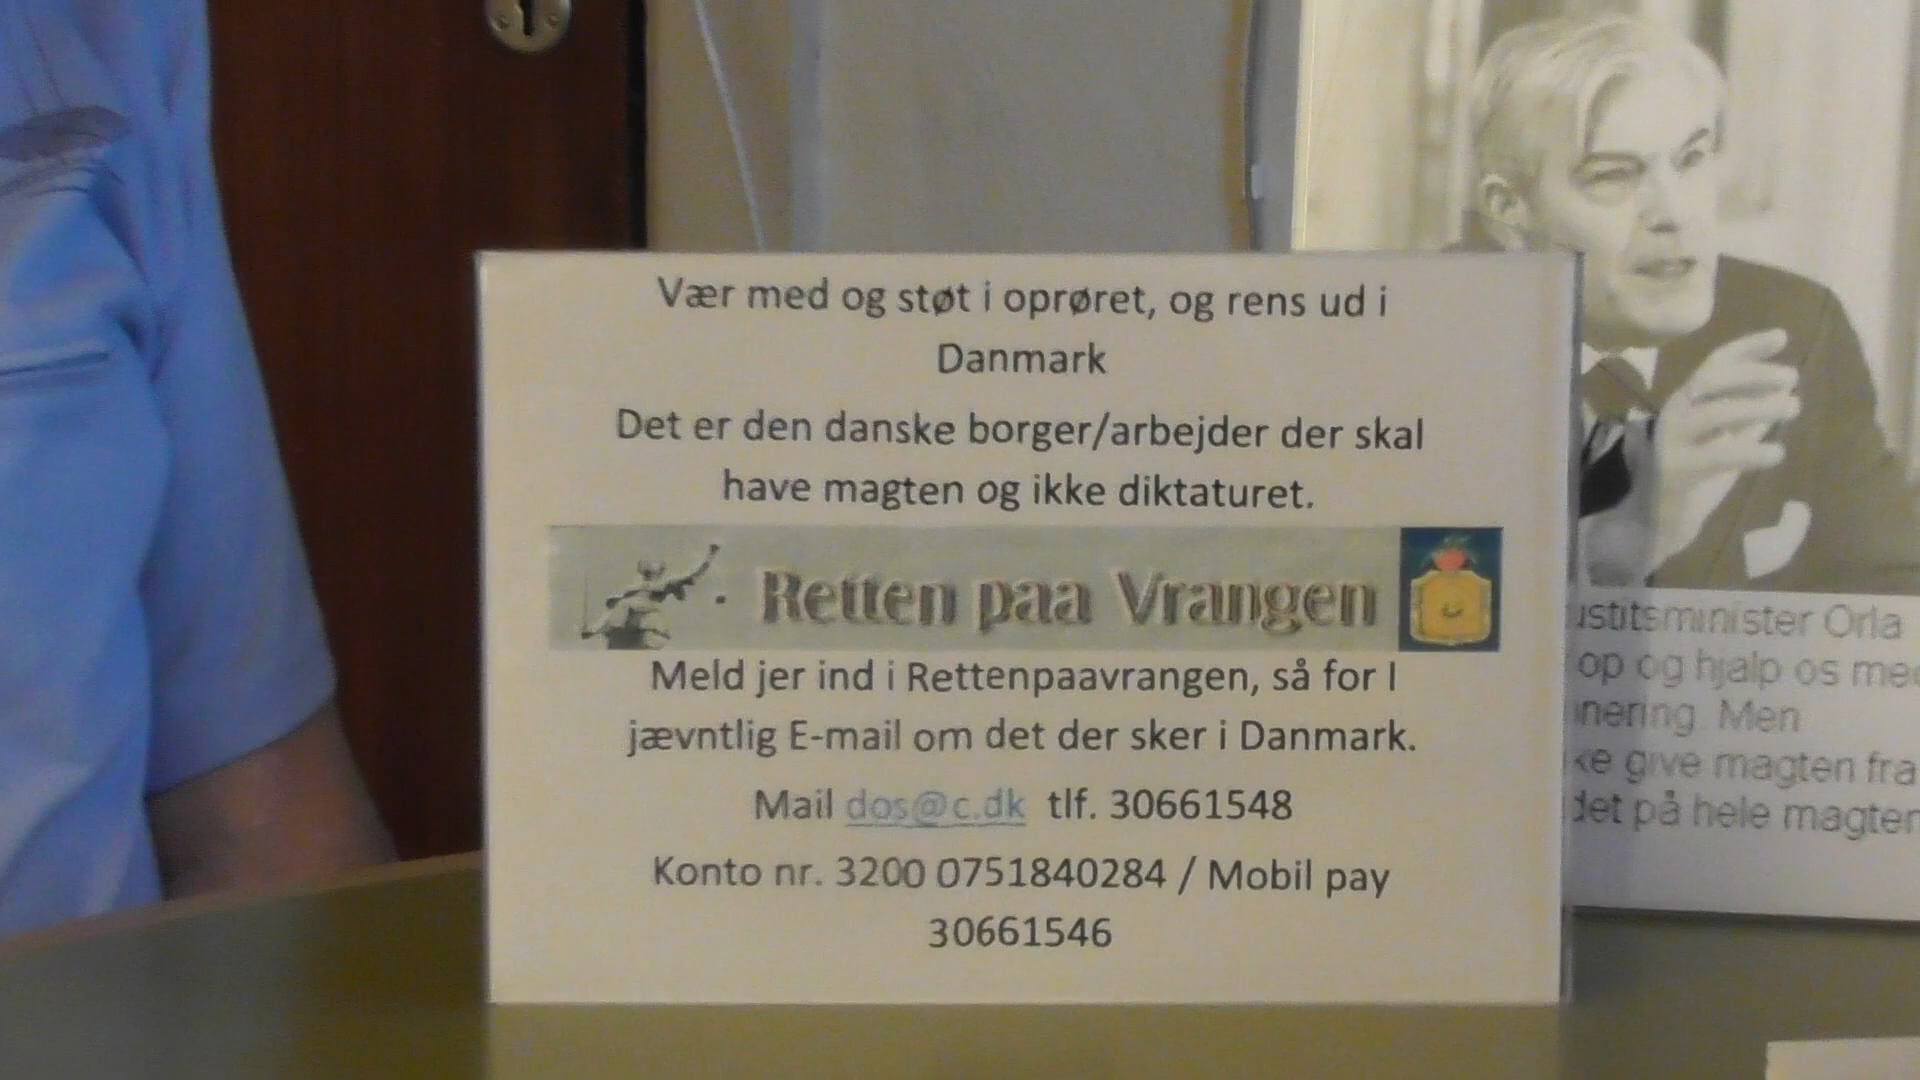 Vær med og støt i oprøret, og rens ud i
Danmark
Det er den danske borger/arbejder der skal
have magten og ikke diktaturet.
Retten paa Vrangen
Meld jer ind i Rettenpaavrangen, så for I
jævntlig E-mail om det der sker i Danmark.
Mail dos@c.dk tlf. 30661548
Konto nr. 3200 0751840284 / Mobil pay
30661546
ustitsminister Orla
op og hjalp os med
nering. Men
ke give magten fra
det på hele magten